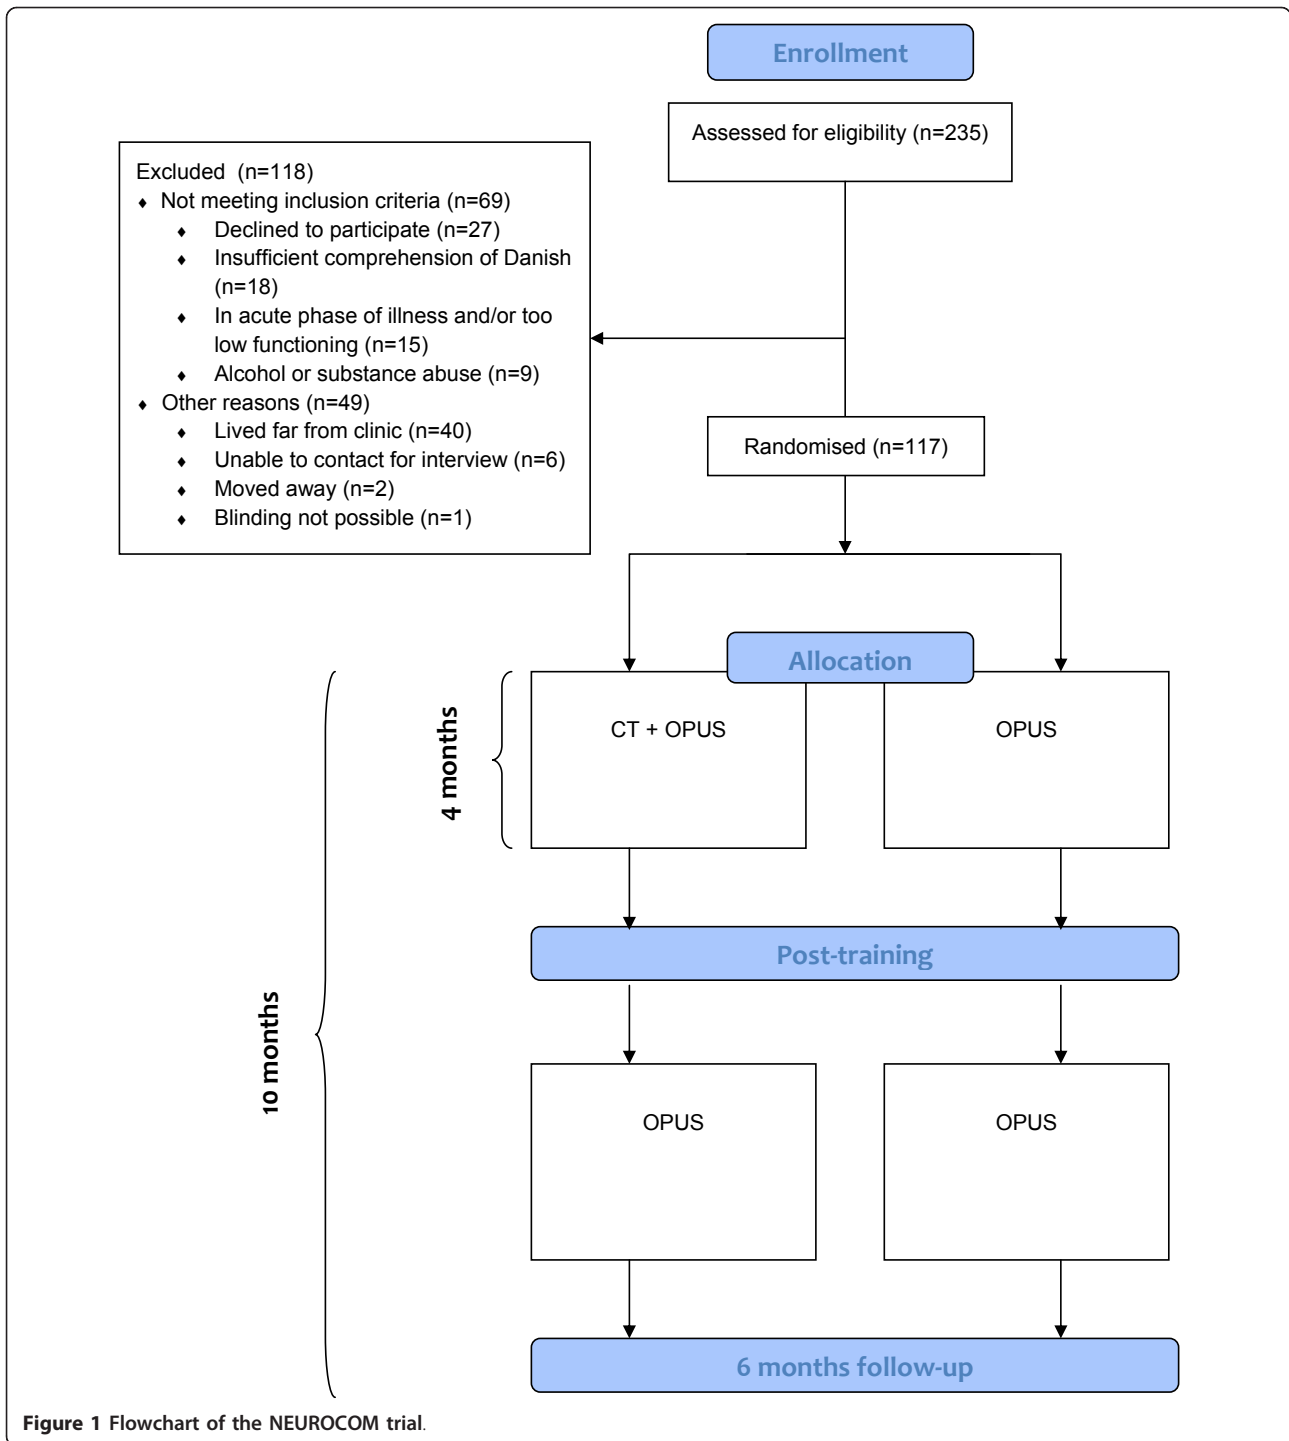 Enrollment
Assessed for eligibility (n=235)
Excluded (n=118)
♦ Not meeting inclusion criteria (n=69)
♦ Declined to participate (n=27)
♦ Insufficient comprehension of Danish
(n=18)
♦ In acute phase of illness and/or too
low functioning (n=15)
♦ Alcohol or substance abuse (n=9)
♦ Other reasons (n=49)
♦ Lived far from clinic (n=40)
♦ Unable to contact for interview (n=6)
♦ Moved away (n=2)
♦ Blinding not possible (n=1)
Randomised (n=117)
Allocation
4 months
CT + OPUS
OPUS
Post-training
10 months
OPUS
OPUS
6 months follow-up
Figure 1 Flowchart of the NEUROCOM trial.